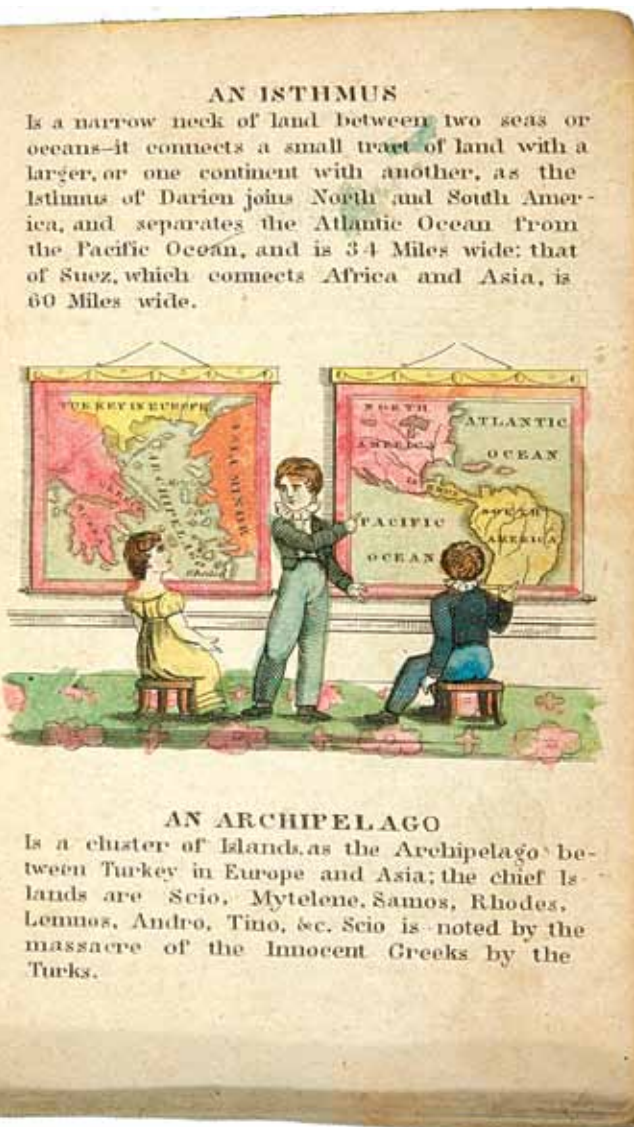 AN ISTHMUS
Is a narrow neck of land between two seas or
oceans–it connects a small tract of land with a
larger, or one continent with another, as the
Isthmus of Darien joins North and South Amer-
ica, and separates the Atlantic Ocean from
the Pacific Ocean, and is 34 Miles wide: that
of Suez, which connects Africa and Asia, is
60 Miles wide.
TURKEY IN EUROPE
ARCHIPELAGO
ASIA MINOR
GREECE
Rhodes
NORTH
AMERICA
ATLANTIC
OCEAN
PACIFIC
OCEAN
SOUTH
AMERICA
AN ARCHIPELAGO
Is a cluster of Islands, as the Archipelago be-
tween Turkey in Europe and Asia; the chief Is-
lands are Scio, Mytelene, Samos, Rhodes,
Lemnos, Andro, Tino, &c. Scio is noted by the
massacre of the Innocent Greeks by the
Turks.